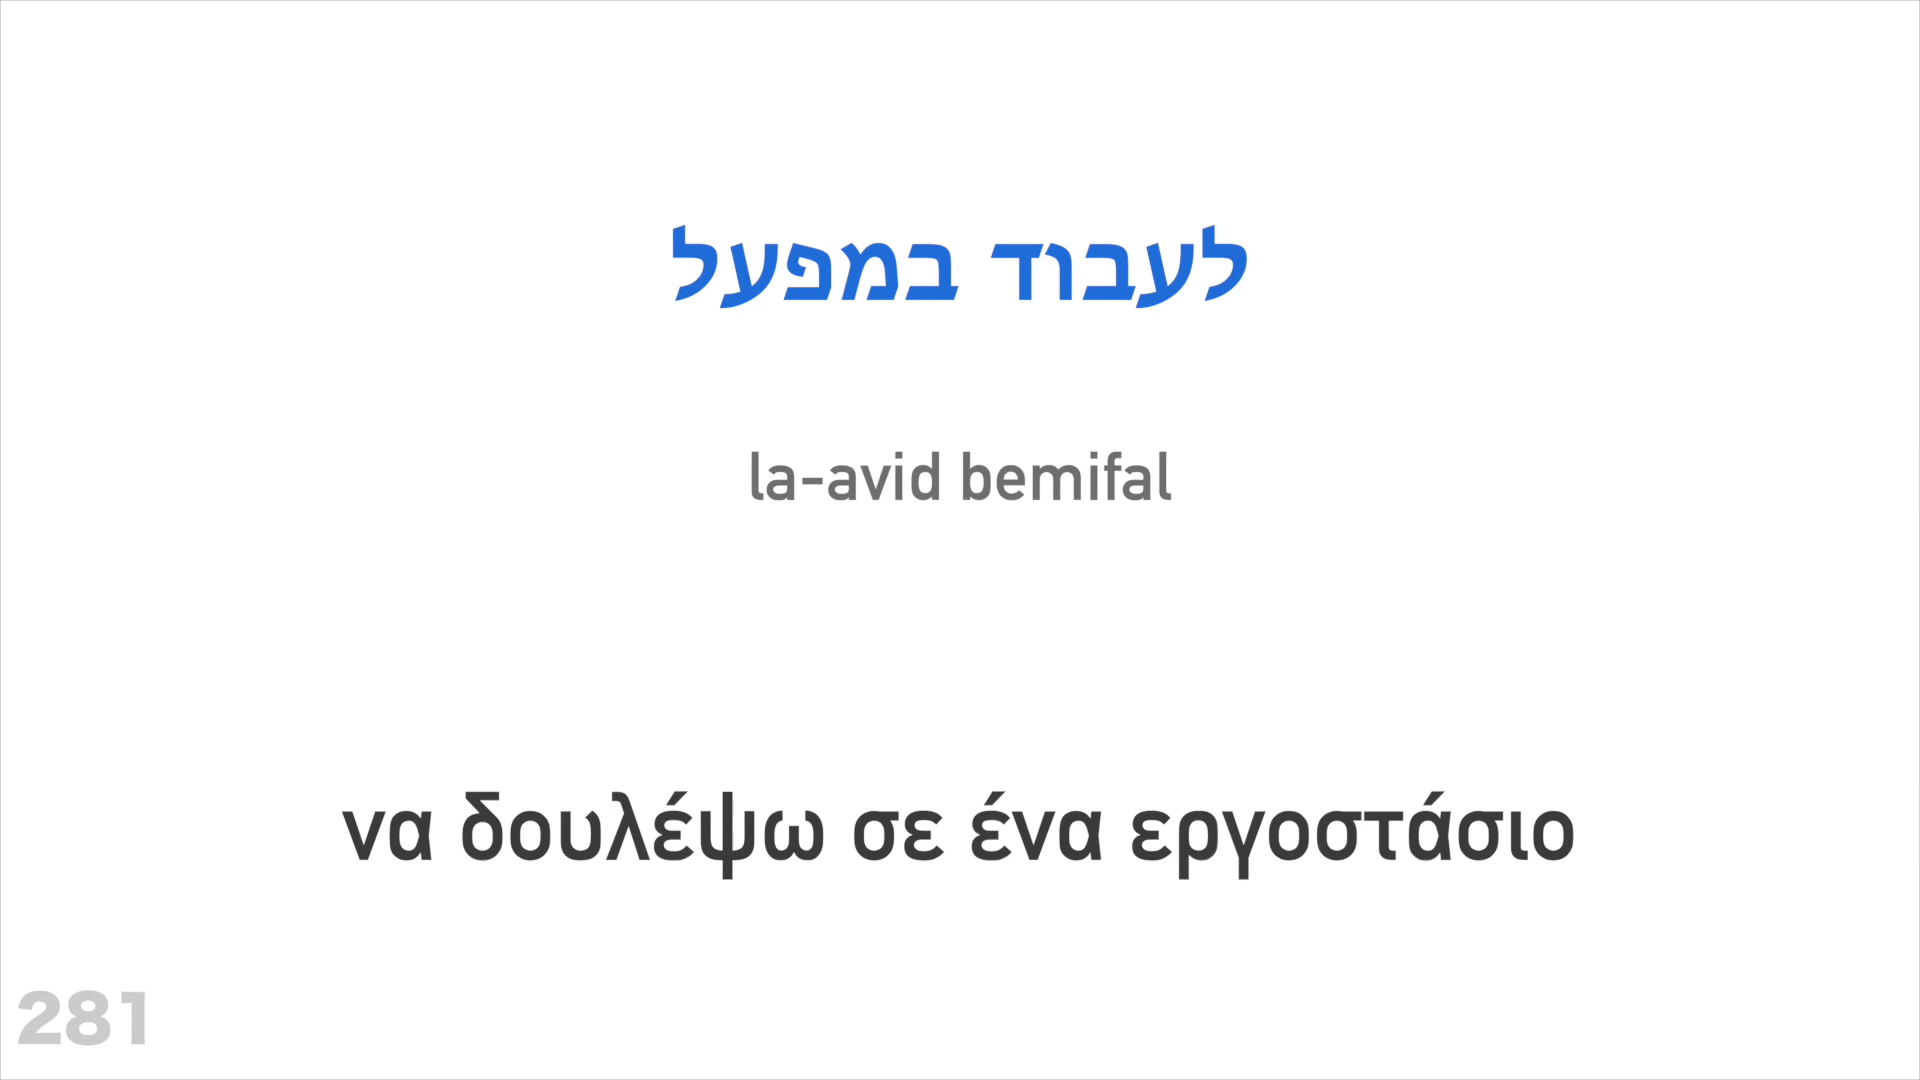 לעבוד במפעל
la-avid bemifal
να δουλέψω σε ένα εργοστάσιο
281